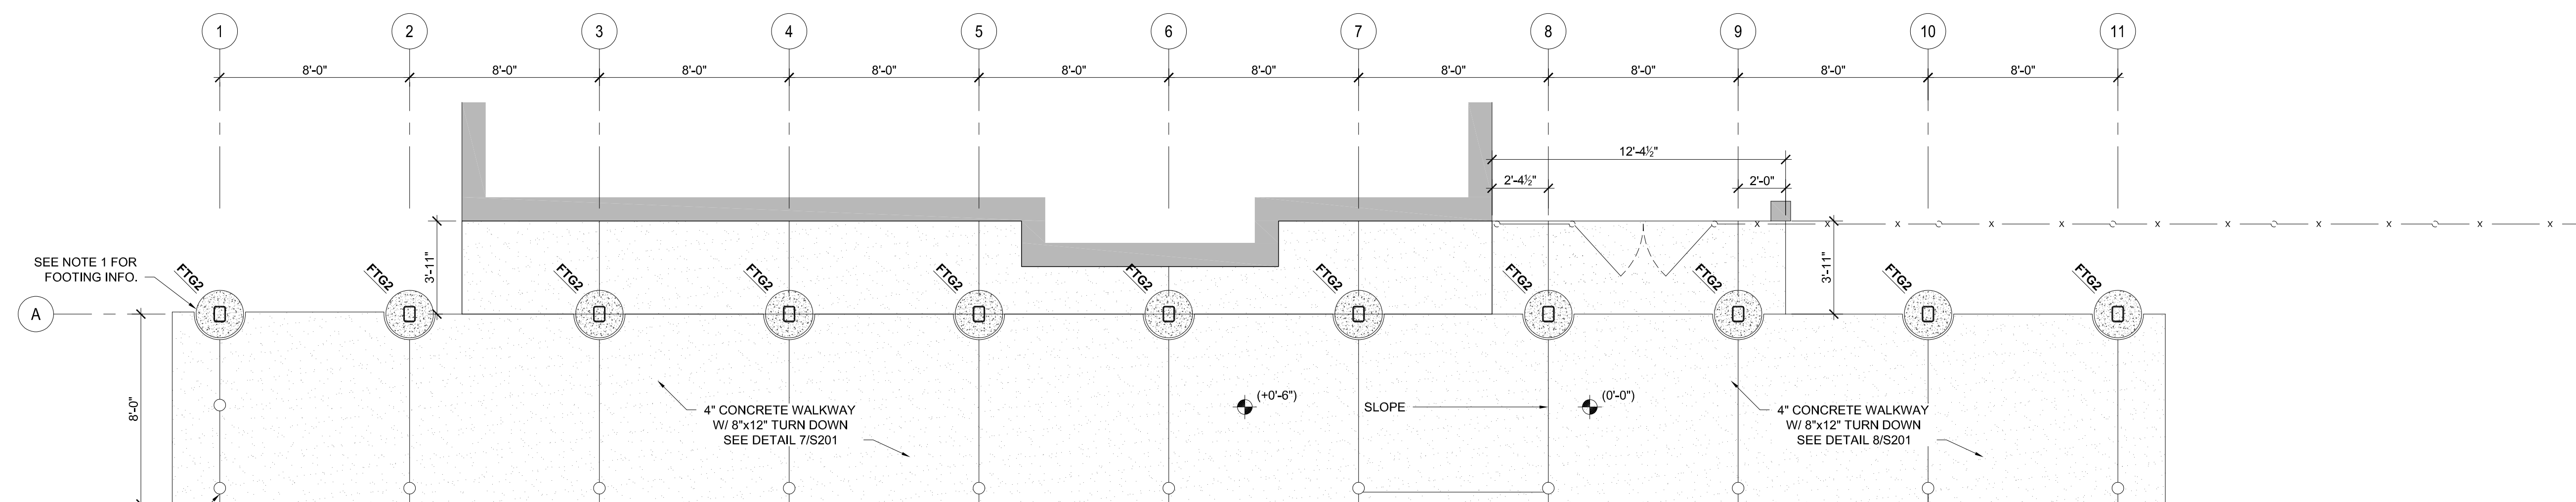 1 2 3 4 5 6 7 8 9 10 11
8'-0" 8'-0" 8'-0" 8'-0" 8'-0" 8'-0" 8'-0" 8'-0" 8'-0" 8'-0"
12'-4½"
2'-4½" 2'-0"
x x x x x x x x x x
3'-11" 3'-11"
SEE NOTE 1 FOR
FOOTING INFO.
FTG2 FTG2 FTG2 FTG2 FTG2 FTG2 FTG2 FTG2 FTG2 FTG2 FTG2
A
8'-0"
4" CONCRETE WALKWAY
W/ 8"x12" TURN DOWN
SEE DETAIL 7/S201
(+0'-6")
SLOPE
(0'-0")
4" CONCRETE WALKWAY
W/ 8"x12" TURN DOWN
SEE DETAIL 8/S201